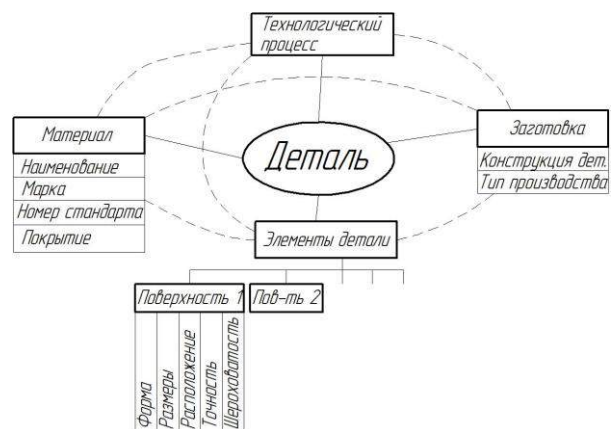 Технологический
процесс
Материал
Наименование
Марка
Номер стандарта
Покрытие
Деталь
Заготовка
Конструкция дет.
Тип производства
Элементы детали
Поверхность 1
Пов-ть 2
Форма
Размеры
Расположение
Точность
Шероховатость